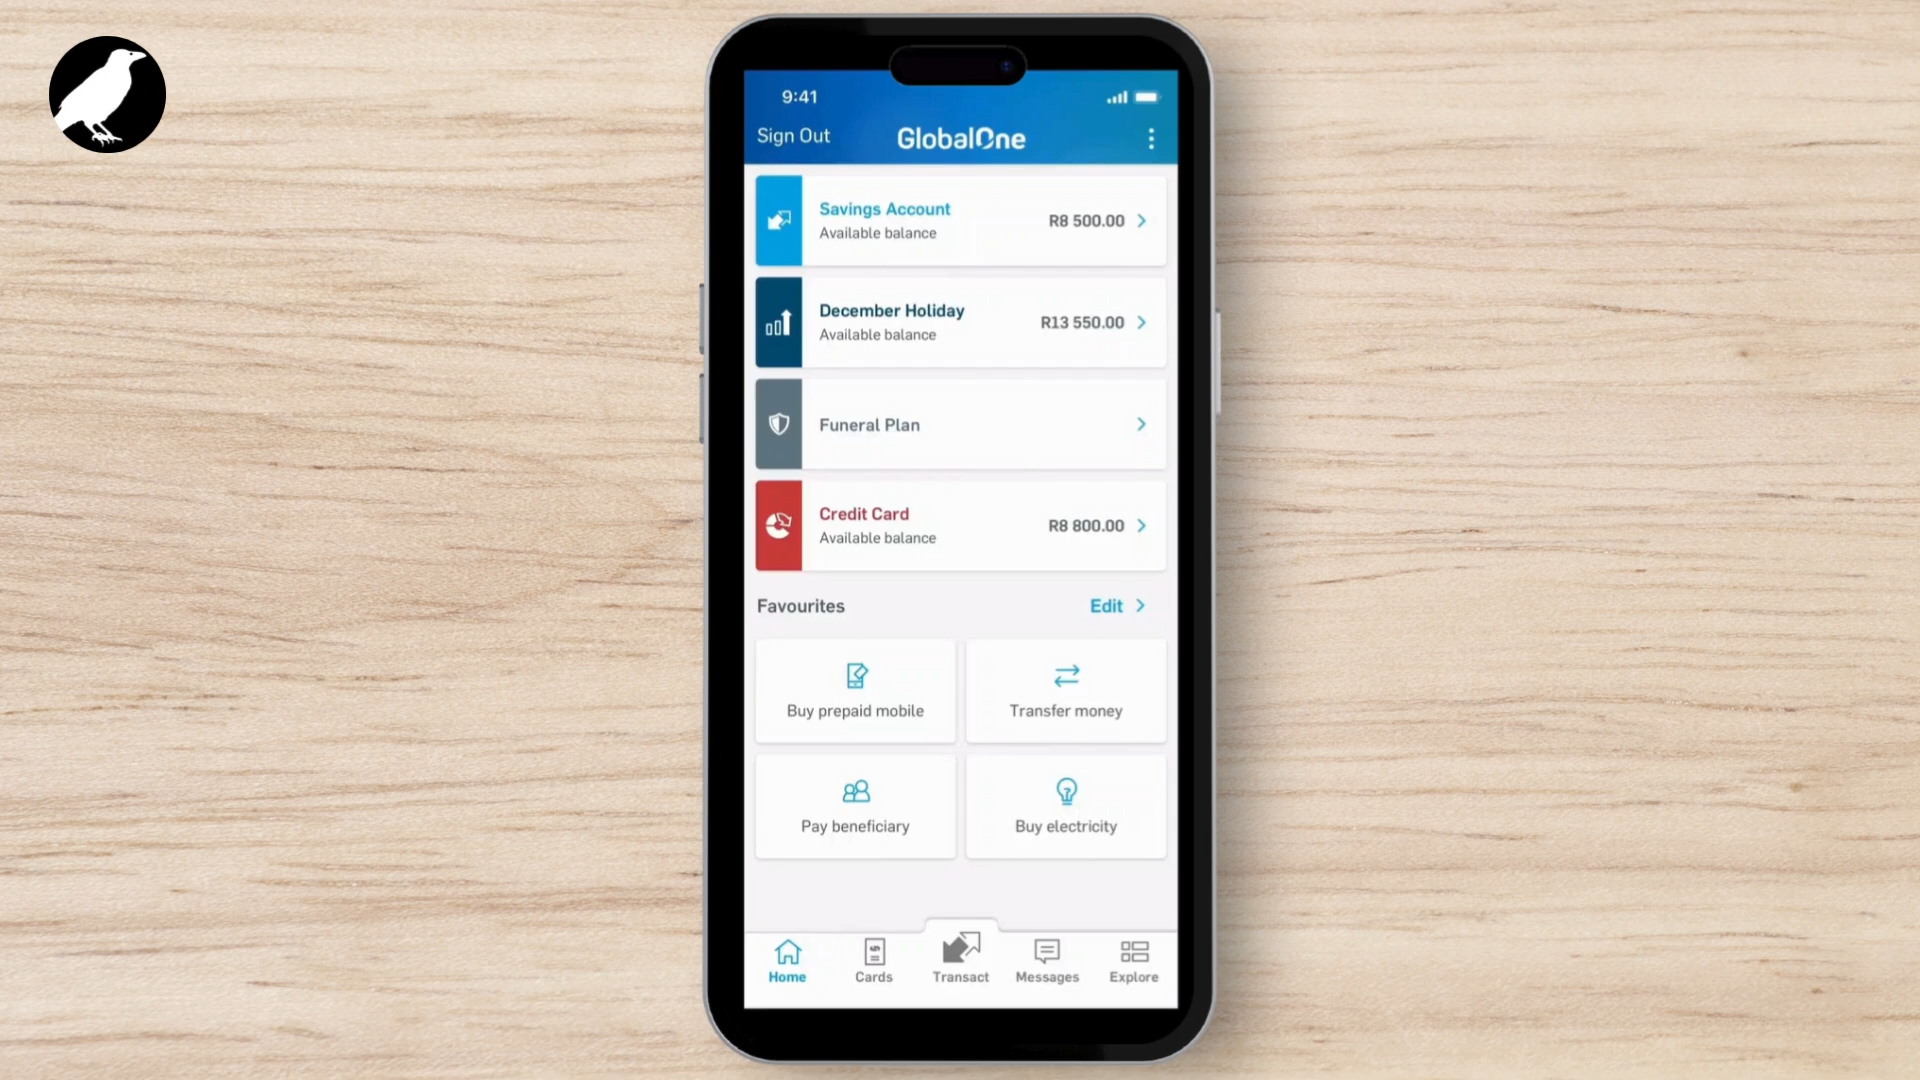 9:41
Sign Out
GlobalOne
Savings Account
Available balance
R8 500.00
December Holiday
Available balance
R13 550.00
Funeral Plan
Credit Card
Available balance
R8 800.00
Favourites
Edit
Buy prepaid mobile
Transfer money
Pay beneficiary
Buy electricity
Home
Cards
Transact
Messages
Explore